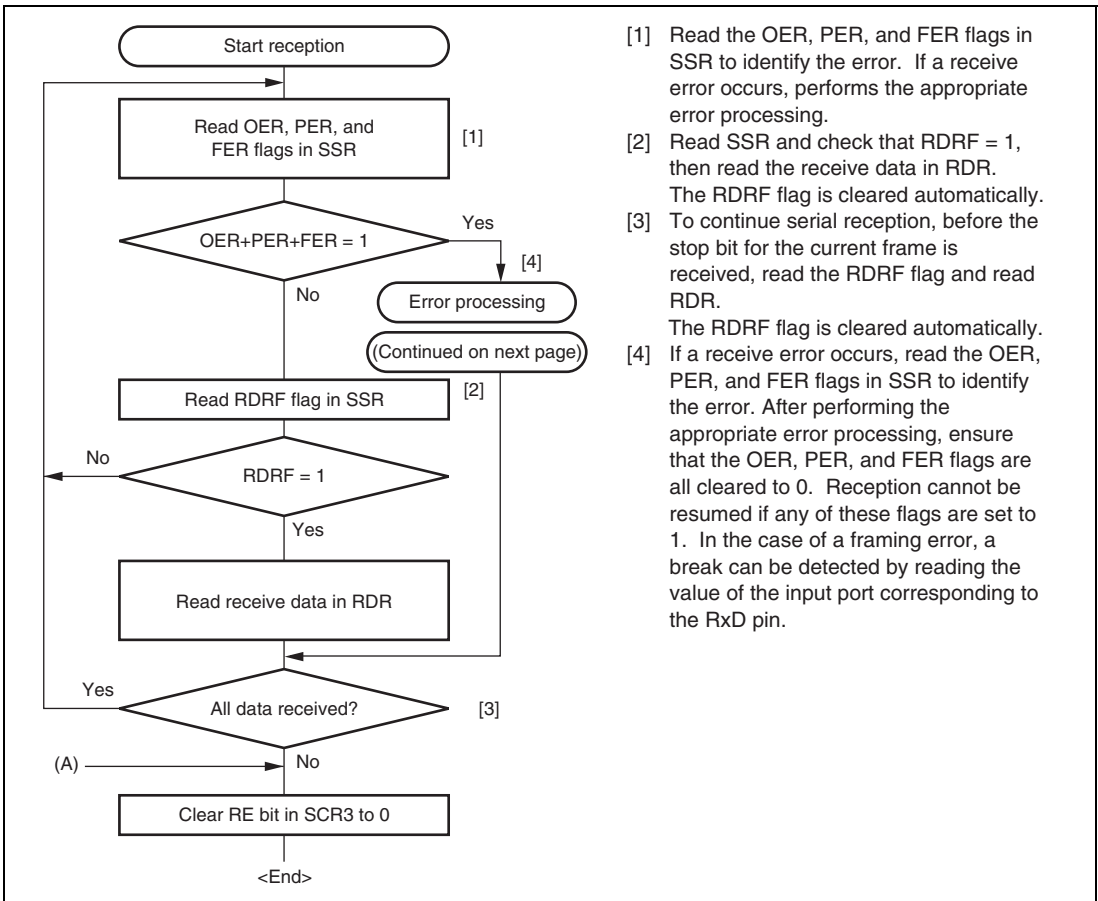 Start reception
Read OER, PER, and
FER flags in SSR
[1]
OER+PER+FER = 1
Yes
[4]
No
Error processing
(Continued on next page)
Read RDRF flag in SSR
[2]
No
RDRF = 1
Yes
Read receive data in RDR
Yes
All data received?
[3]
(A)
No
Clear RE bit in SCR3 to 0
<End>
[1] Read the OER, PER, and FER flags in
SSR to identify the error. If a receive
error occurs, performs the appropriate
error processing.
[2] Read SSR and check that RDRF = 1,
then read the receive data in RDR.
The RDRF flag is cleared automatically.
[3] To continue serial reception, before the
stop bit for the current frame is
received, read the RDRF flag and read
RDR.
The RDRF flag is cleared automatically.
[4] If a receive error occurs, read the OER,
PER, and FER flags in SSR to identify
the error. After performing the
appropriate error processing, ensure
that the OER, PER, and FER flags are
all cleared to 0. Reception cannot be
resumed if any of these flags are set to
1. In the case of a framing error, a
break can be detected by reading the
value of the input port corresponding to
the RxD pin.